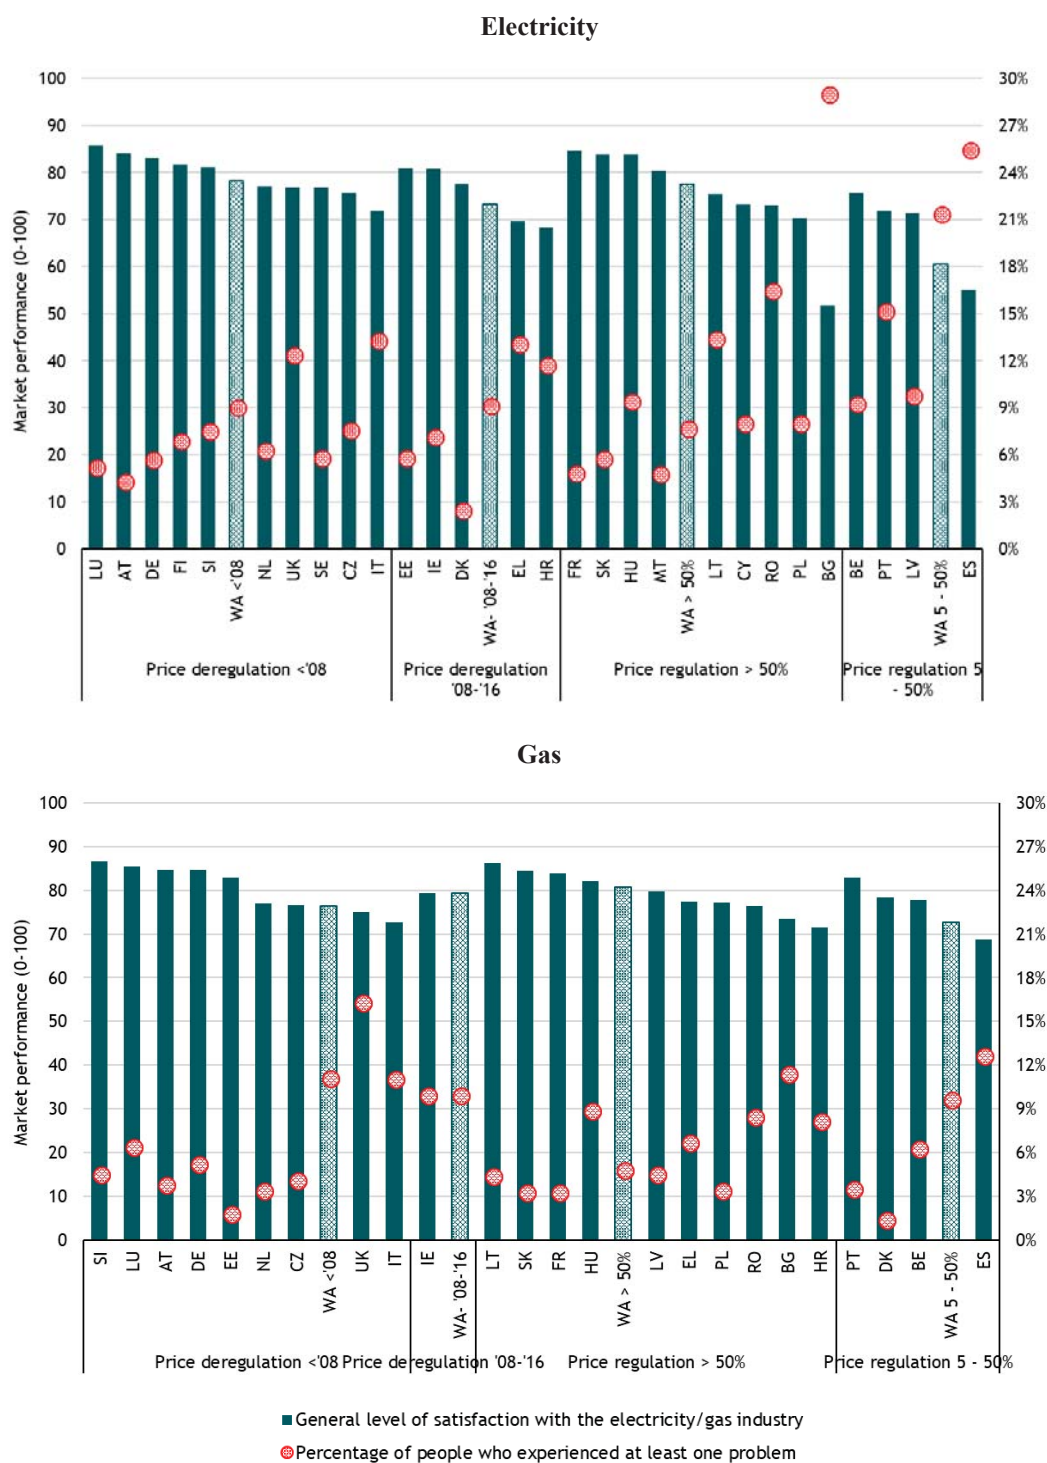 Electricity
Market performance (0-100)
100 30%
90 27%
80 24%
70 21%
60 18%
50 15%
40 12%
30 9%
20 6%
10 3%
0 0%
LU AT DE FI SI WA <'08 NL UK SE CZ IT EE IE DK WA- '08-'16 EL HR FR SK HU MT WA > 50% LT CY RO PL BG BE PT LV WA 5 - 50% ES
Price deregulation <'08 Price deregulation Price regulation > 50% Price regulation 5
'08-'16 - 50%
Gas
Market performance (0-100)
100 30%
90 27%
80 24%
70 21%
60 18%
50 15%
40 12%
30 9%
20 6%
10 3%
0 0%
SI LU AT DE EE NL CZ WA <'08 UK IT IE WA- '08-'16 LT SK FR HU WA > 50% LV EL PL RO BG HR PT DK BE WA 5 - 50% ES
Price deregulation <'08 Price deregulation '08-'16 Price regulation > 50% Price regulation 5 - 50%
General level of satisfaction with the electricity/gas industry
Percentage of people who experienced at least one problem